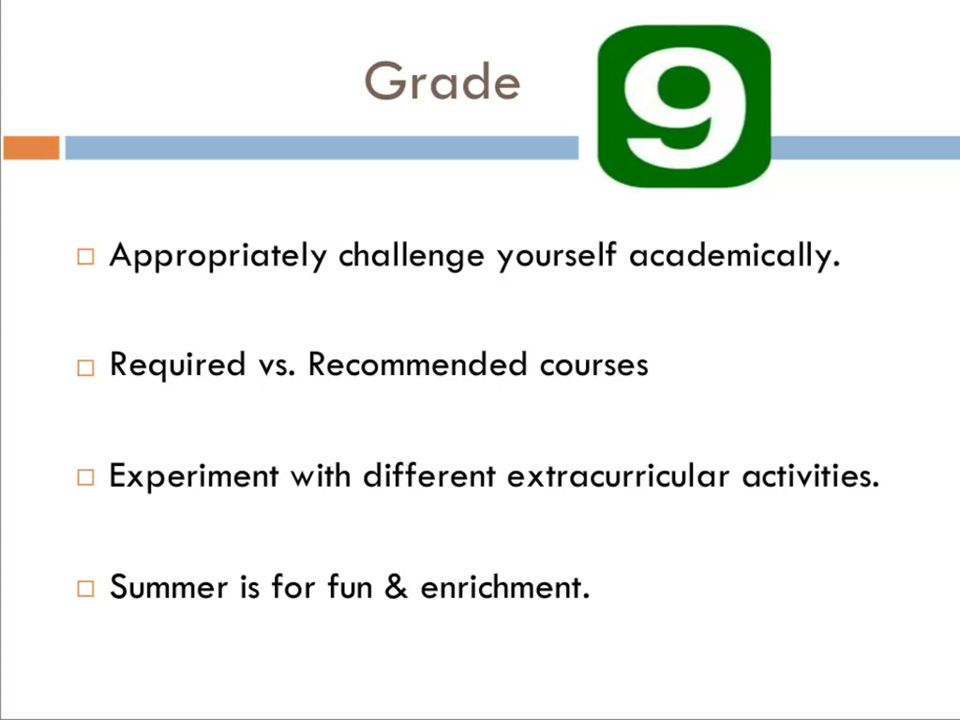 Grade 9
Appropriately challenge yourself academically.
Required vs. Recommended courses
Experiment with different extracurricular activities.
Summer is for fun & enrichment.